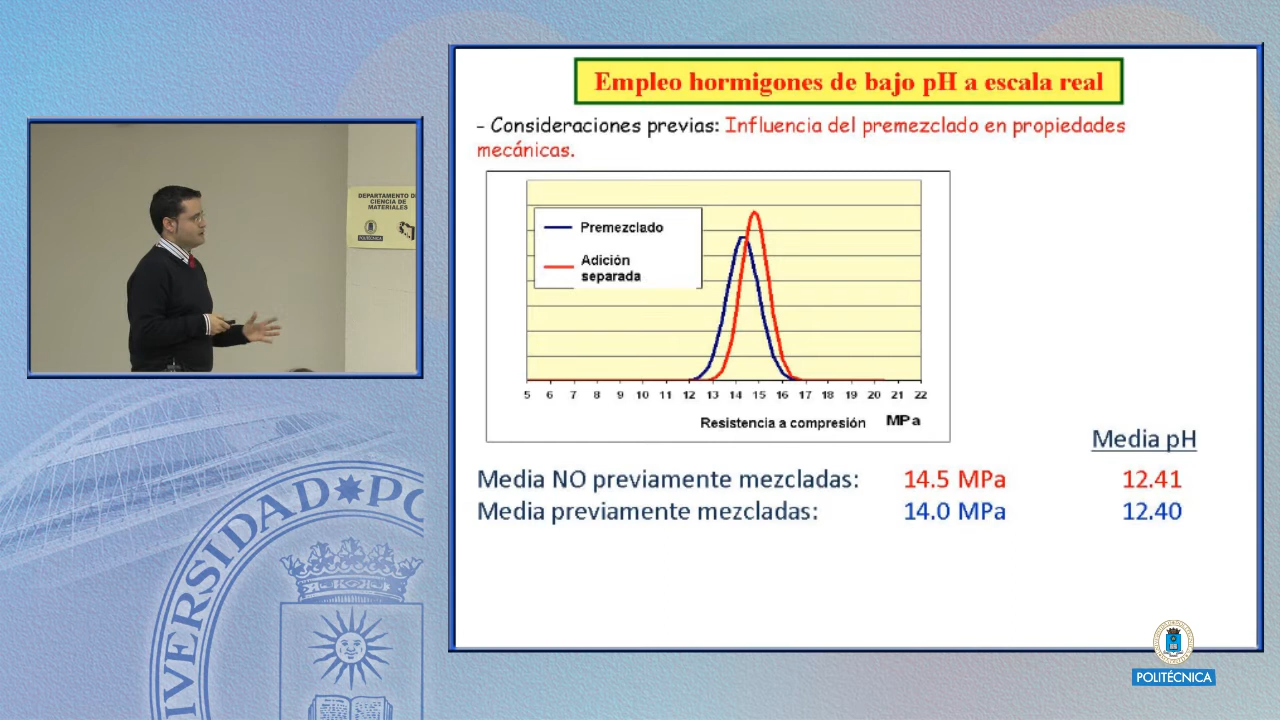 Empleo hormigones de bajo pH a escala real
- Consideraciones previas: Influencia del premezclado en propiedades
mecánicas.
Premezclado
Adición
separada
5 6 7 8 9 10 11 12 13 14 15 16 17 18 19 20 21 22
Resistencia a compresión MPa
Media pH
Media NO previamente mezcladas: 14.5 MPa 12.41
Media previamente mezcladas: 14.0 MPa 12.40
DEPARTAMENTO DE
CIENCIA DE
MATERIALES
POLITÉCNICA
VERSIDAD PO
POLITÉCNICA